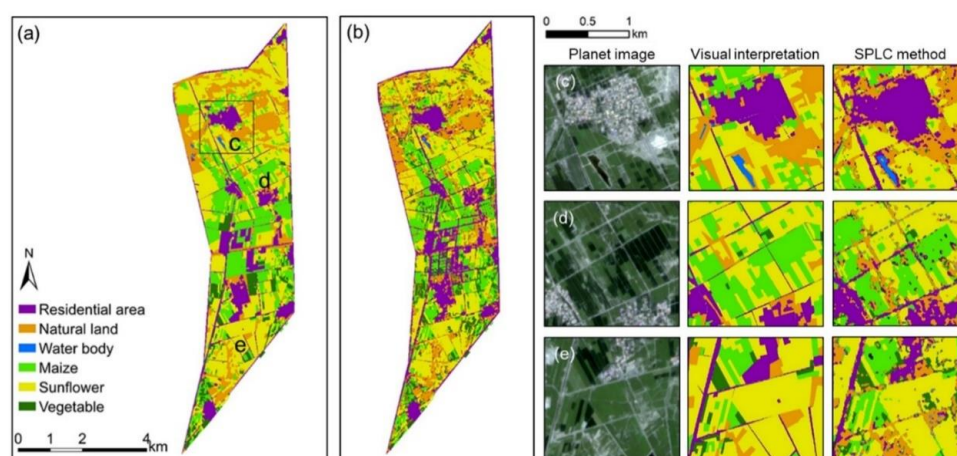 (a)
(b)
0 0.5 1
km
Planet image Visual interpretation SPLC method
(c)
c
d
(d)
N
Residential area
Natural land
Water body
Maize
Sunflower
Vegetable
e
(e)
0 1 2 4
km